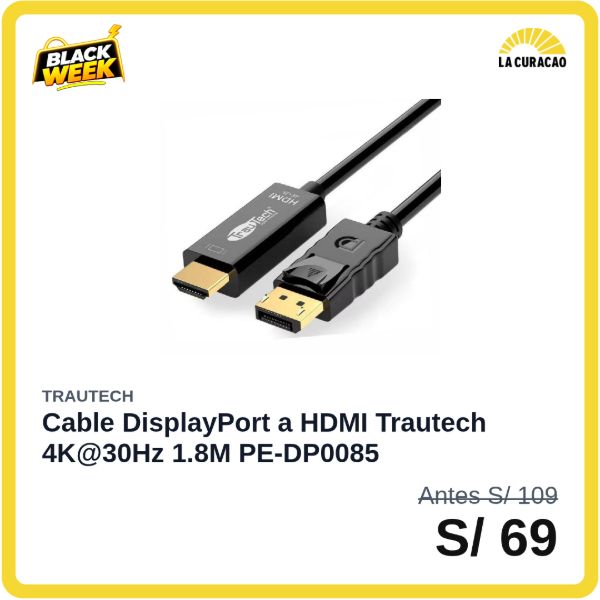 BLACK
WEEK
LA CURACAO
HDMI
TrauTech
TRAUTECH
Cable DisplayPort a HDMI Trautech
4K@30Hz 1.8M PE-DP0085
Antes S/ 109
S/ 69